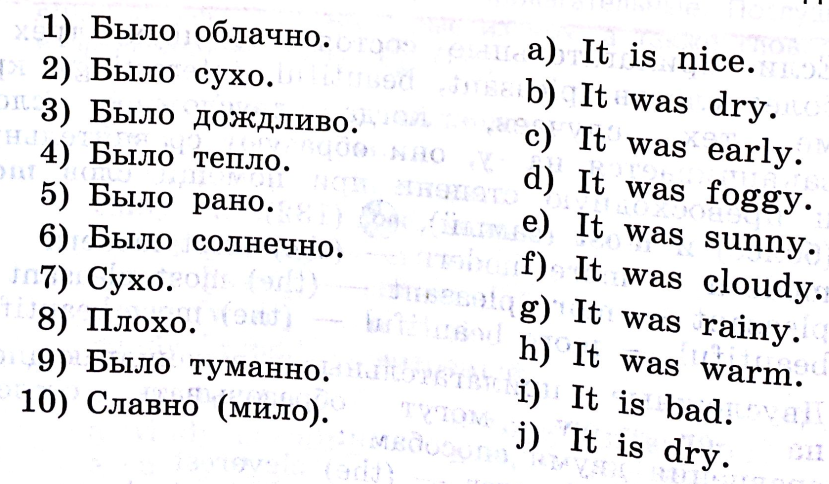 1) Было облачно.
2) Было сухо.
3) Было дождливо.
4) Было тепло.
5) Было рано.
6) Было солнечно.
7) Сухо.
8) Плохо.
9) Было туманно.
10) Славно (мило).
a) It is nice.
b) It was dry.
c) It was early.
d) It was foggy.
e) It was sunny.
f) It was cloudy.
g) It was rainy.
h) It was warm.
i) It is bad.
j) It is dry.